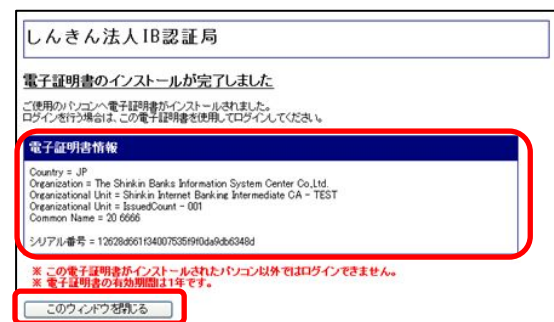 しんきん法人IB認証局
電子証明書のインストールが完了しました
ご使用のパソコンへ電子証明書がインストールされました。
ログインを行う場合は、この電子証明書を使用してログインしてください。
電子証明書情報
Country = JP
Organization = The Shinkin Banks Information System Center Co.,Ltd.
Organizational Unit = Shinkin Internet Banking Intermediate CA - TEST
Organizational Unit = IssuedCount - 001
Common Name = 20 6666
シリアル番号 = 12628d661f34007535f9f0da9db6348d
※ この電子証明書がインストールされたパソコン以外ではログインできません。
※ 電子証明書の有効期間は1年です。
このウィンドウを閉じる